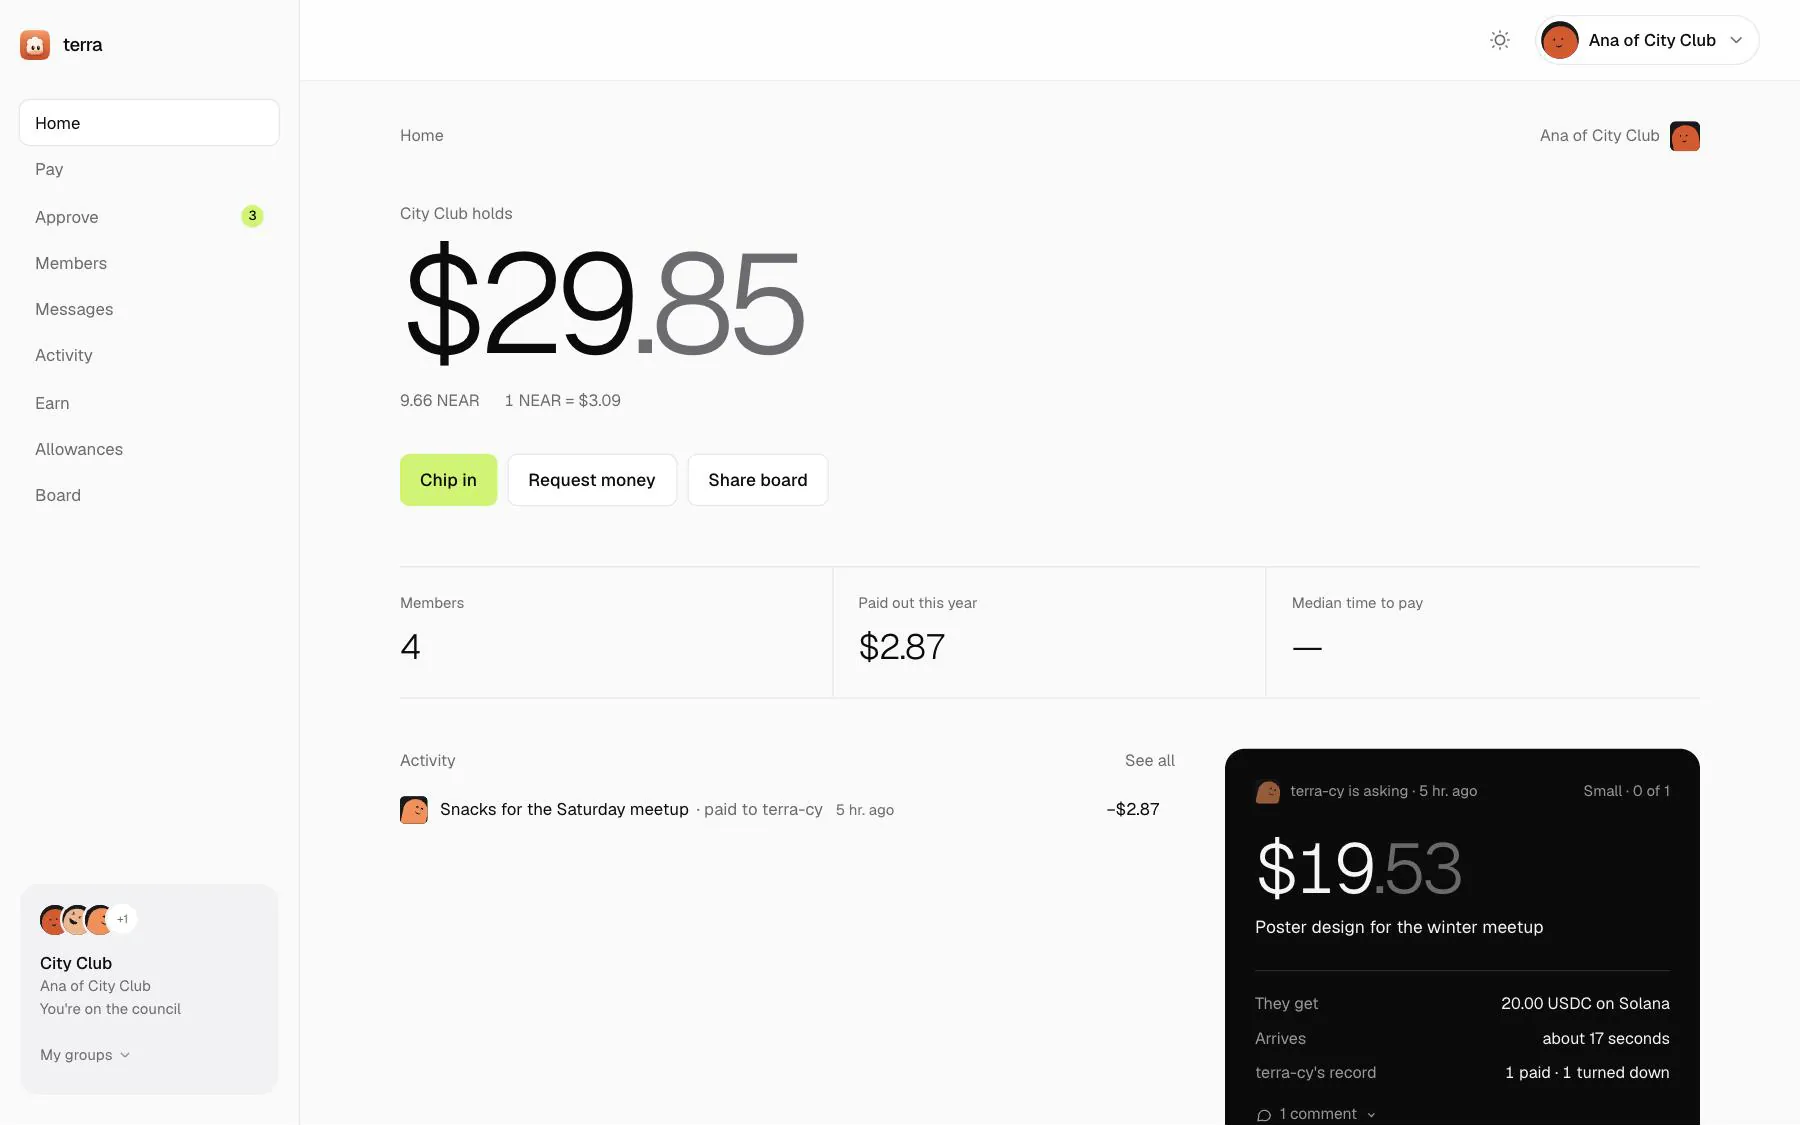 terra
Ana of City Club
Home
Pay
Approve 3
Members
Messages
Activity
Earn
Allowances
Board
+1
City Club
Ana of City Club
You're on the council
My groups
Home
Ana of City Club
City Club holds
$29.85
9.66 NEAR 1 NEAR = $3.09
Chip in Request money Share board
Members
4
Paid out this year
$2.87
Median time to pay
—
Activity See all
Snacks for the Saturday meetup · paid to terra-cy 5 hr. ago −$2.87
terra-cy is asking · 5 hr. ago Small · 0 of 1
$19.53
Poster design for the winter meetup
They get 20.00 USDC on Solana
Arrives about 17 seconds
terra-cy's record 1 paid · 1 turned down
1 comment